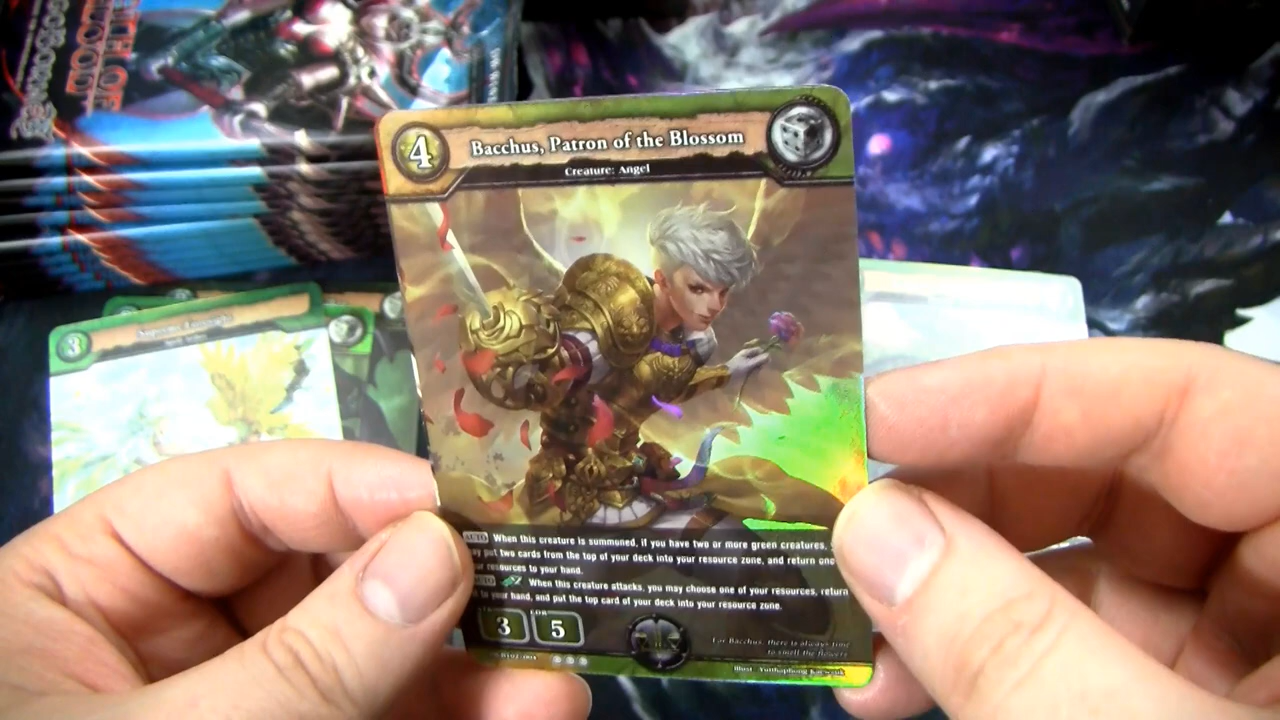 4
Bacchus, Patron of the Blossom
Creature: Angel
AUTO When this creature is summoned, if you have two or more green creatures,
put two cards from the top of your deck into your resource zone, and return one
resources to your hand.
AUTO When this creature attacks, you may choose one of your resources, return
to your hand, and put the top card of your deck into your resource zone.
3 5
For Bacchus, there is always time
to smell the flowers
Illust
3